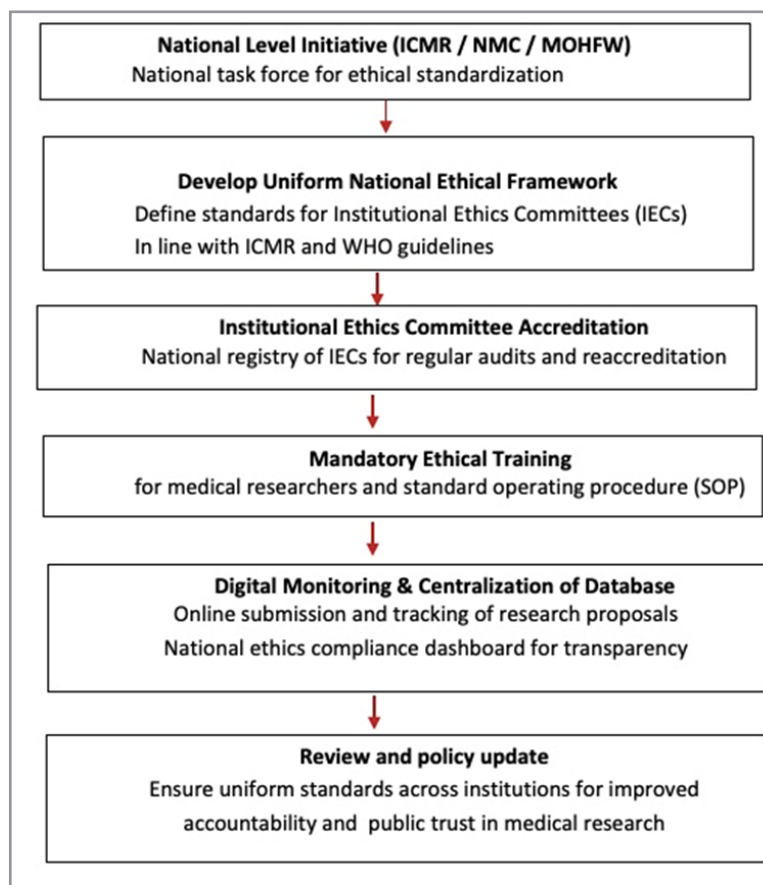 National Level Initiative (ICMR / NMC / MOHFW)
National task force for ethical standardization
Develop Uniform National Ethical Framework
Define standards for Institutional Ethics Committees (IECs)
In line with ICMR and WHO guidelines
Institutional Ethics Committee Accreditation
National registry of IECs for regular audits and reaccreditation
Mandatory Ethical Training
for medical researchers and standard operating procedure (SOP)
Digital Monitoring & Centralization of Database
Online submission and tracking of research proposals
National ethics compliance dashboard for transparency
Review and policy update
Ensure uniform standards across institutions for improved
accountability and public trust in medical research